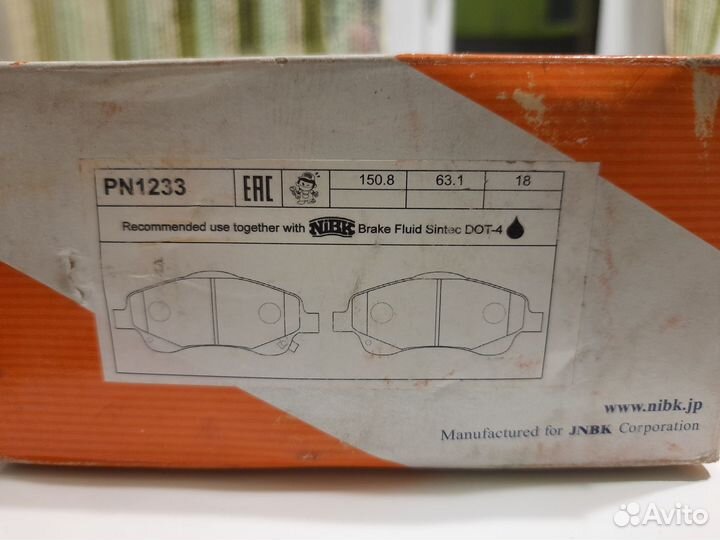 PN1233 EAC 150.8 63.1 18
Recommended use together with NiBK Brake Fluid Sintec DOT-4
www.nibk.jp
Manufactured for JNBK Corporation
Avito